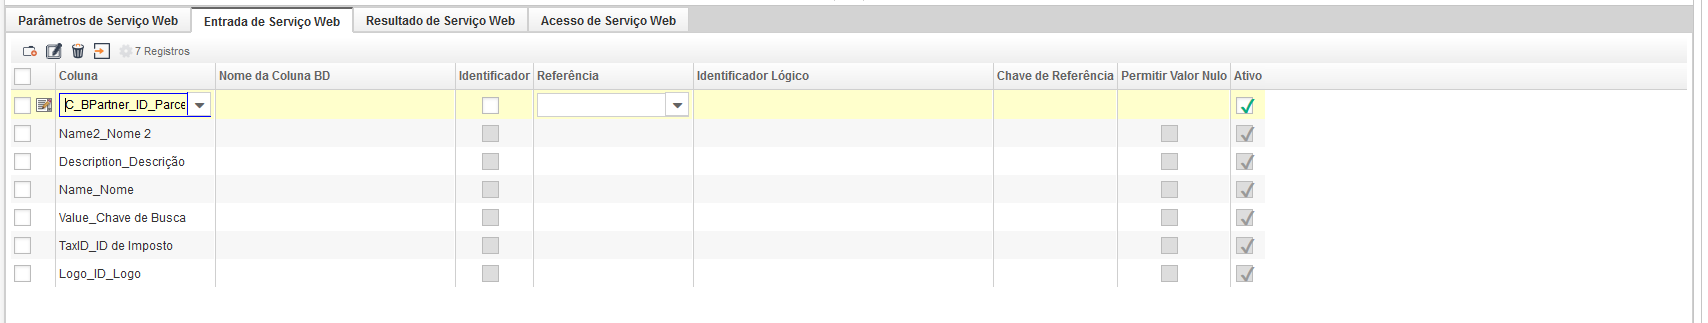 Parâmetros de Serviço Web Entrada de Serviço Web Resultado de Serviço Web Acesso de Serviço Web
7 Registros
Coluna Nome da Coluna BD Identificador Referência Identificador Lógico Chave de Referência Permitir Valor Nulo Ativo
C_BPartner_ID_Parce
Name2_Nome 2
Description_Descrição
Name_Nome
Value_Chave de Busca
TaxID_ID de Imposto
Logo_ID_Logo